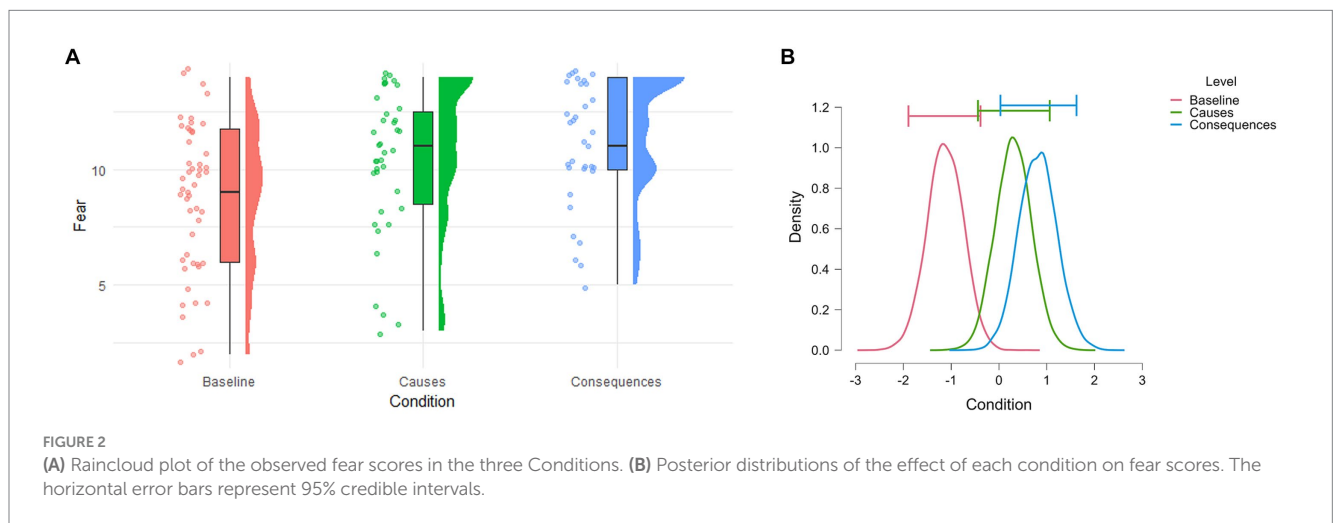 A
Fear
10
5
Baseline
Causes
Consequences
Condition
B
Level
Baseline
Causes
Consequences
Density
1.2
1.0
0.8
0.6
0.4
0.2
0.0
-3 -2 -1 0 1 2 3
Condition
FIGURE 2
(A) Raincloud plot of the observed fear scores in the three Conditions. (B) Posterior distributions of the effect of each condition on fear scores. The
horizontal error bars represent 95% credible intervals.